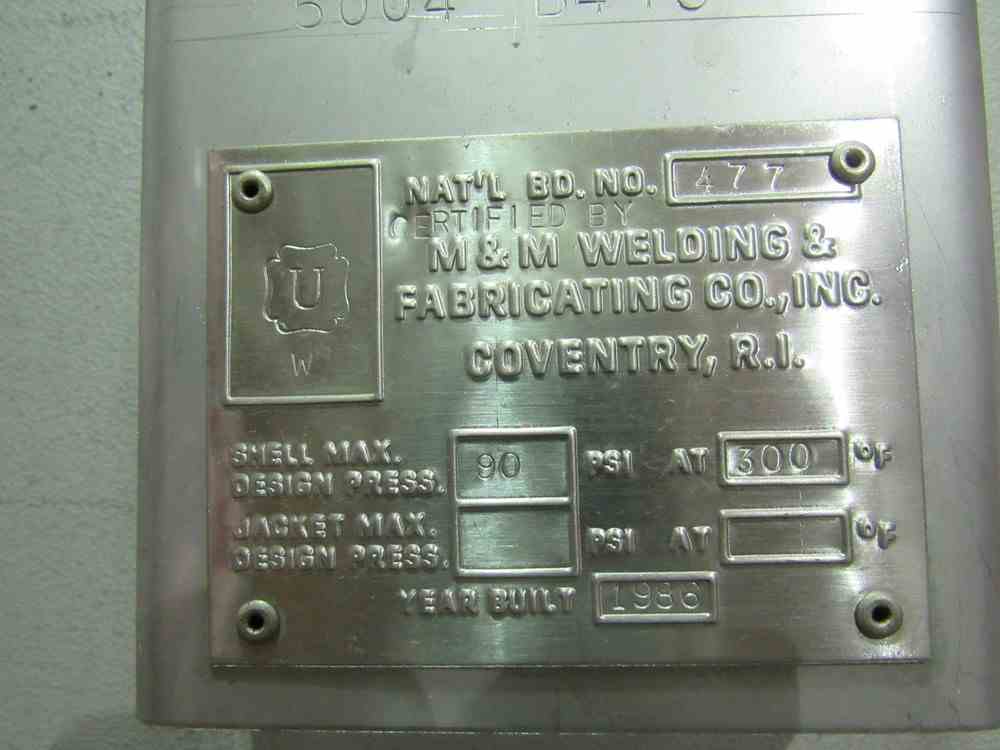 5004
NAT'L BD. NO. 477
CERTIFIED BY
M & M WELDING &
FABRICATING CO., INC.
COVENTRY, R.I.
U
W
SHELL MAX.
DESIGN PRESS. 90 PSI AT 300 °F
JACKET MAX.
DESIGN PRESS. PSI AT °F
YEAR BUILT 1986